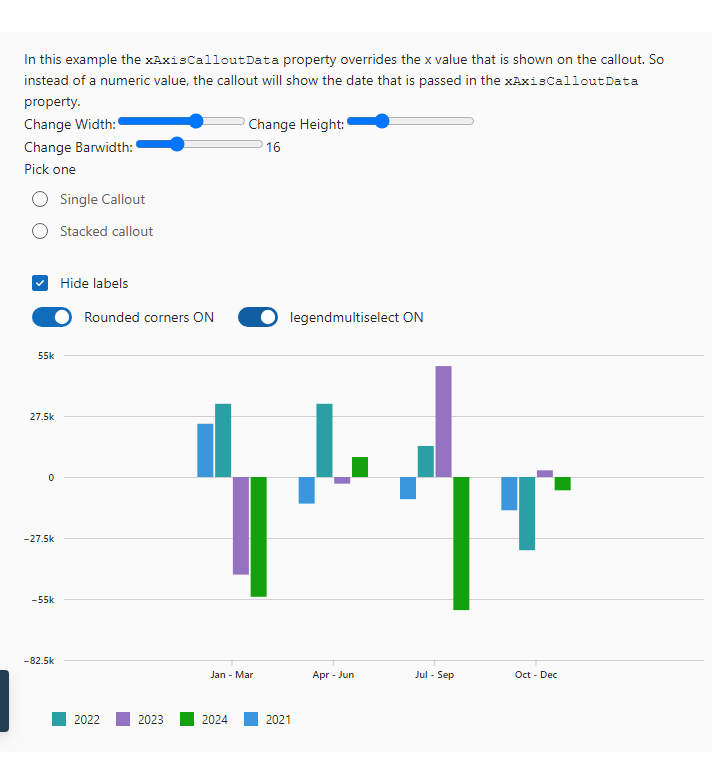 In this example the xAxisCalloutData property overrides the x value that is shown on the callout. So
instead of a numeric value, the callout will show the date that is passed in the xAxisCalloutData
property.
Change Width: Change Height:
Change Barwidth: 16
Pick one
Single Callout
Stacked callout
Hide labels
Rounded corners ON legendmultiselect ON
55k
27.5k
0
−27.5k
−55k
−82.5k
Jan - Mar Apr - Jun Jul - Sep Oct - Dec
2022 2023 2024 2021